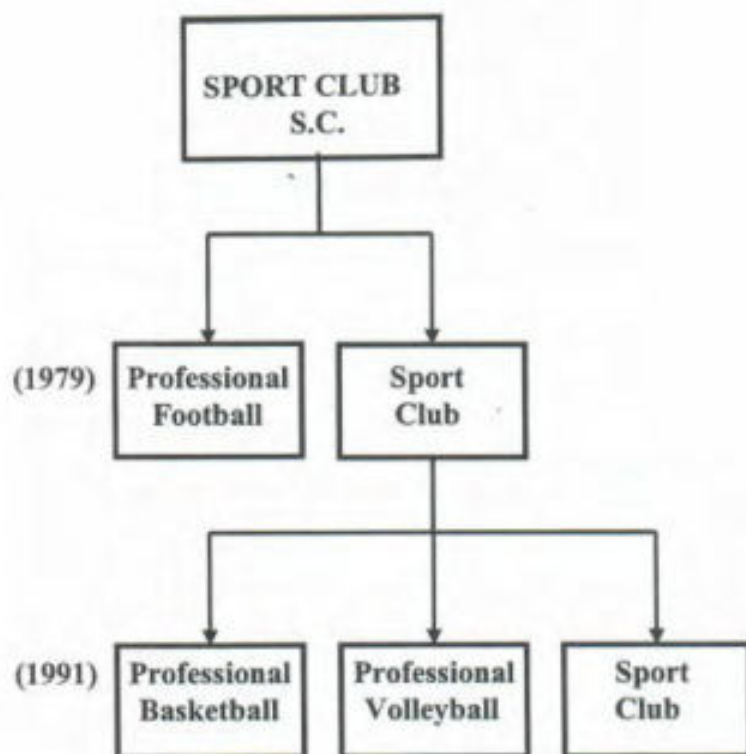 SPORT CLUB
S.C.
(1979)
Professional
Football
Sport
Club
(1991)
Professional
Basketball
Professional
Volleyball
Sport
Club